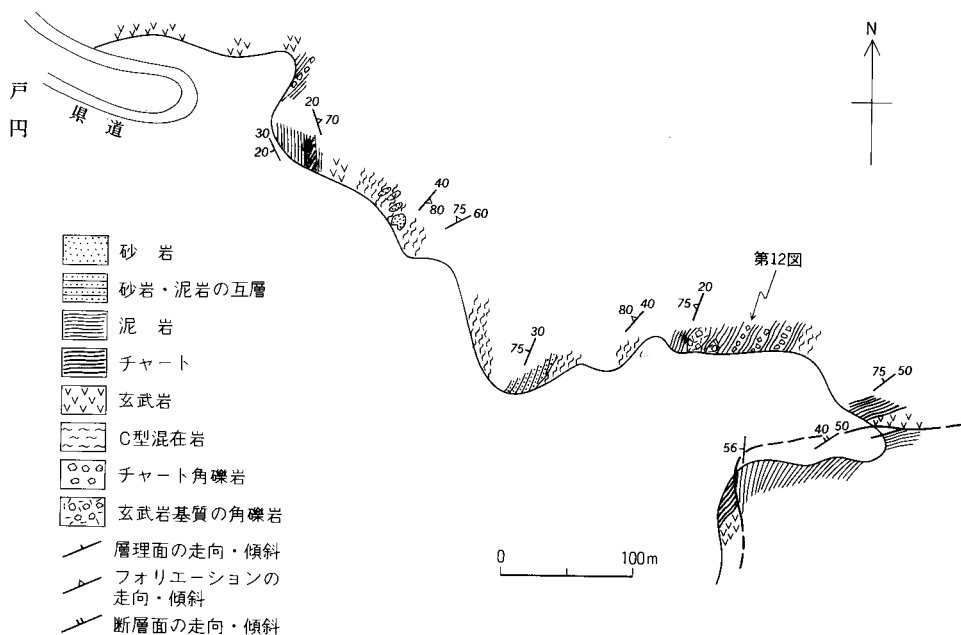 N
戸
円
県道
20
70
30
20
40
80
75
60
第12図
20
75
80
40
30
75
75
50
40
50
56
砂岩
砂岩・泥岩の互層
泥岩
チャート
玄武岩
C型混在岩
チャート角礫岩
玄武岩基質の角礫岩
層理面の走向・傾斜
フォリエーションの
走向・傾斜
断層面の走向・傾斜
0
100m